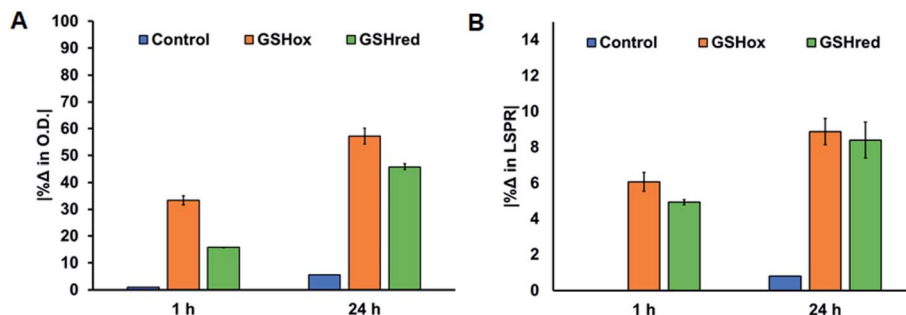 A
|%Δ in O.D.|
100
90
80
70
60
50
40
30
20
10
0
Control GSHox GSHred
1 h 24 h
B
|%Δ in LSPR|
14
12
10
8
6
4
2
0
Control GSHox GSHred
1 h 24 h